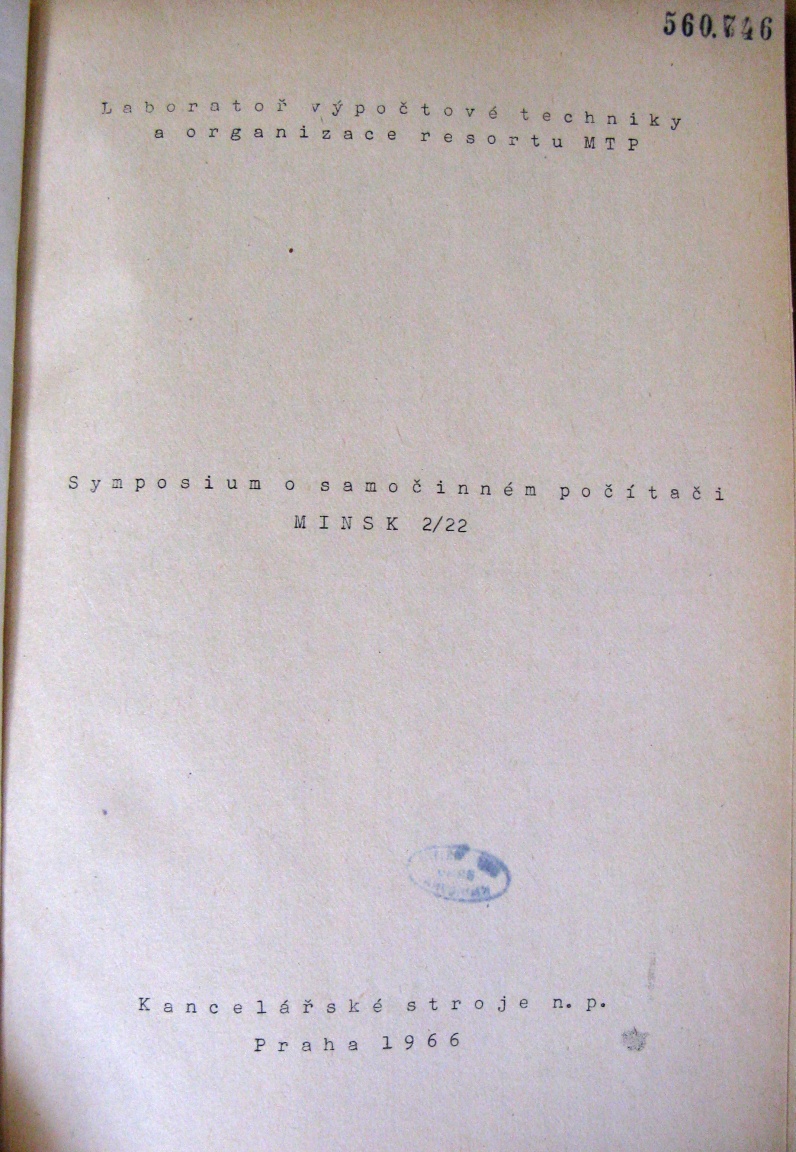 560.746
Laboratoř výpočtové techniky
a organizace resortu MTP
Symposium o samočinném počítači
MINSK 2/22
Kancelářské stroje n. p.
Praha 1966